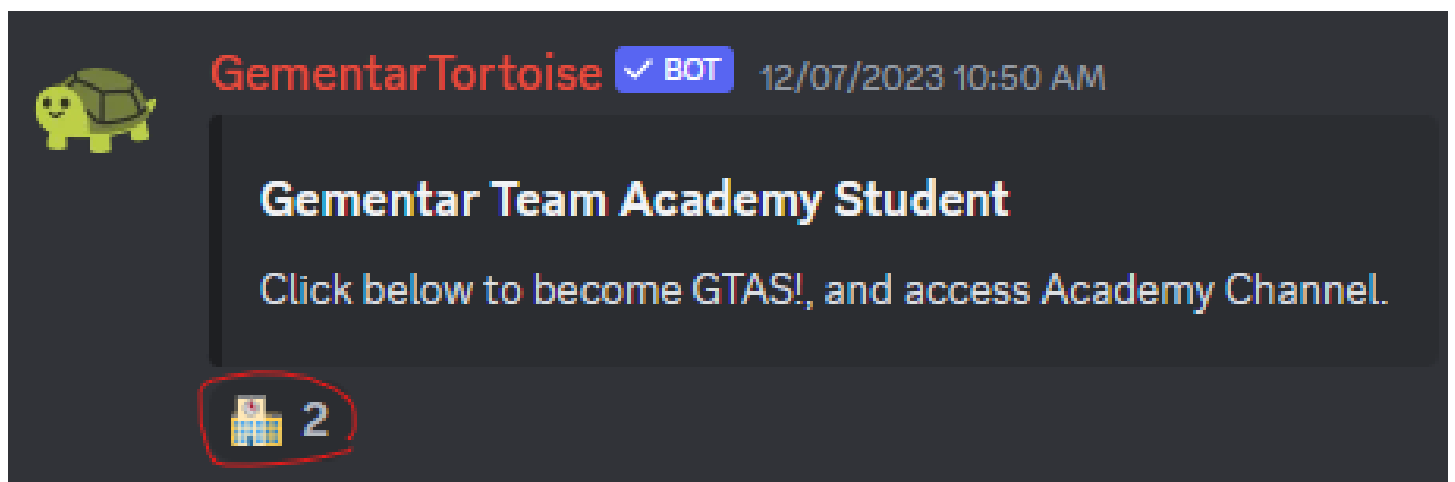 GementarTortoise ✓ BOT 12/07/2023 10:50 AM
Gementar Team Academy Student
Click below to become GTAS!, and access Academy Channel.
2